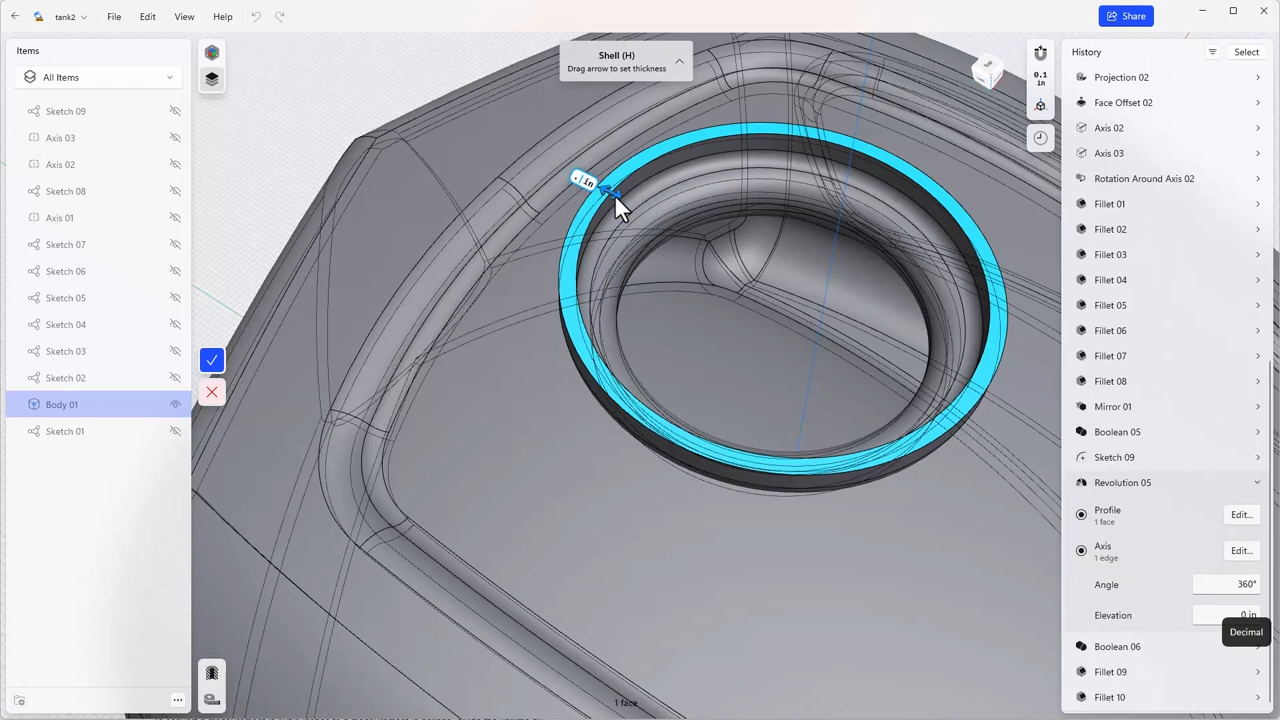 tank2
File
Edit
View
Help
Share
Items
All Items
Sketch 09
Axis 03
Axis 02
Sketch 08
Axis 01
Sketch 07
Sketch 06
Sketch 05
Sketch 04
Sketch 03
Sketch 02
Body 01
Sketch 01
Shell (H)
Drag arrow to set thickness
. in
0.1
in
1 face
History
Select
Projection 02
Face Offset 02
Axis 02
Axis 03
Rotation Around Axis 02
Fillet 01
Fillet 02
Fillet 03
Fillet 04
Fillet 05
Fillet 06
Fillet 07
Fillet 08
Mirror 01
Boolean 05
Sketch 09
Revolution 05
Profile
1 face
Edit...
Axis
1 edge
Edit...
Angle
360°
Elevation
0 in
Decimal
Boolean 06
Fillet 09
Fillet 10